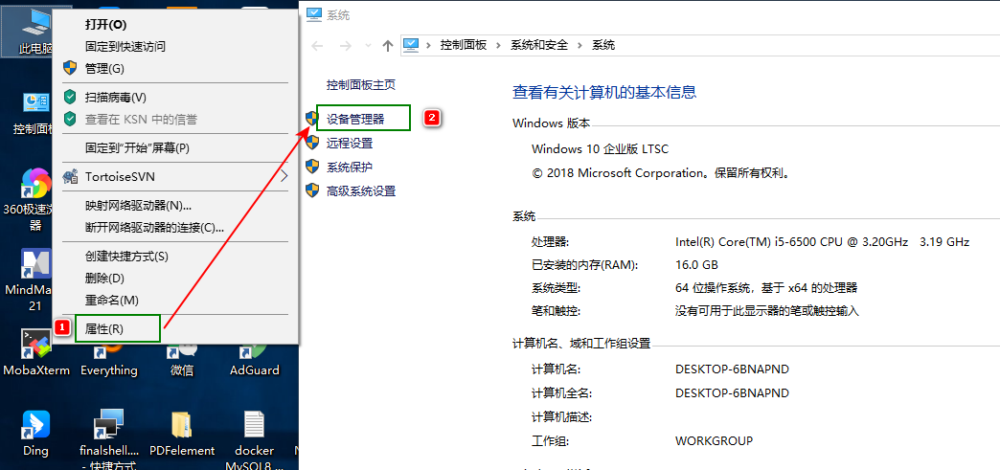 此电脑
控制面板
360极速浏
器
MindMa
21
MobaXterm
Everything
微信
AdGuard
Ding
finalshell....
- 快捷方式
PDFelement
docker
MySQL8 ...
打开(O)
固定到快速访问
管理(G)
扫描病毒(V)
查看在 KSN 中的信誉
固定到"开始"屏幕(P)
TortoiseSVN
映射网络驱动器(N)...
断开网络驱动器的连接(C)...
创建快捷方式(S)
删除(D)
重命名(M)
1
属性(R)
系统
控制面板 › 系统和安全 › 系统
控制面板主页
设备管理器
2
远程设置
系统保护
高级系统设置
查看有关计算机的基本信息
Windows 版本
Windows 10 企业版 LTSC
© 2018 Microsoft Corporation。保留所有权利。
系统
处理器: Intel(R) Core(TM) i5-6500 CPU @ 3.20GHz 3.19 GHz
已安装的内存(RAM): 16.0 GB
系统类型: 64 位操作系统, 基于 x64 的处理器
笔和触控: 没有可用于此显示器的笔或触控输入
计算机名、域和工作组设置
计算机名: DESKTOP-6BNAPND
计算机全名: DESKTOP-6BNAPND
计算机描述:
工作组: WORKGROUP